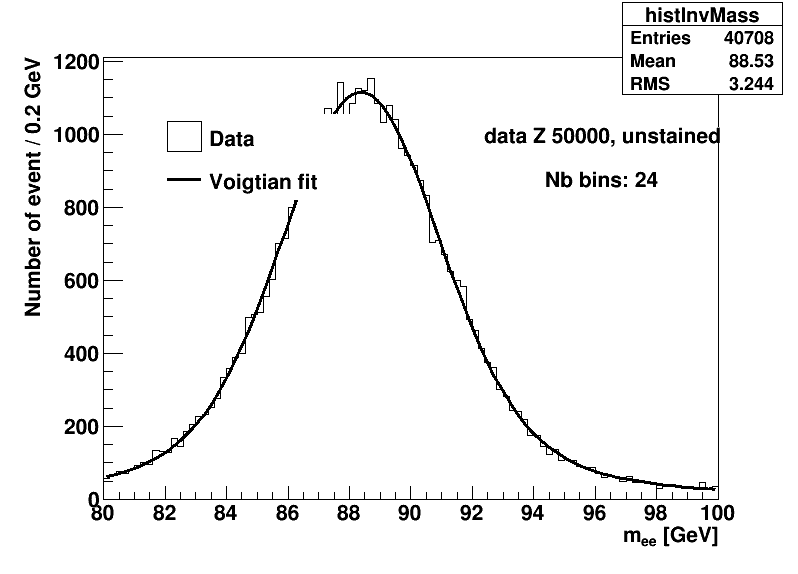 histInvMass
Entries 40708
Mean 88.53
RMS 3.244
Number of event / 0.2 GeV
1200
1000
800
600
400
200
0
Data
Voigtian fit
data Z 50000, unstained
Nb bins: 24
80 82 84 86 88 90 92 94 96 98 100
mee [GeV]